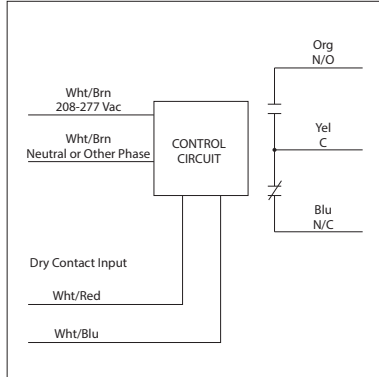 Org
N/O
Wht/Brn
208-277 Vac
Yel
C
Wht/Brn
Neutral or Other Phase
CONTROL
CIRCUIT
Blu
N/C
Dry Contact Input
Wht/Red
Wht/Blu